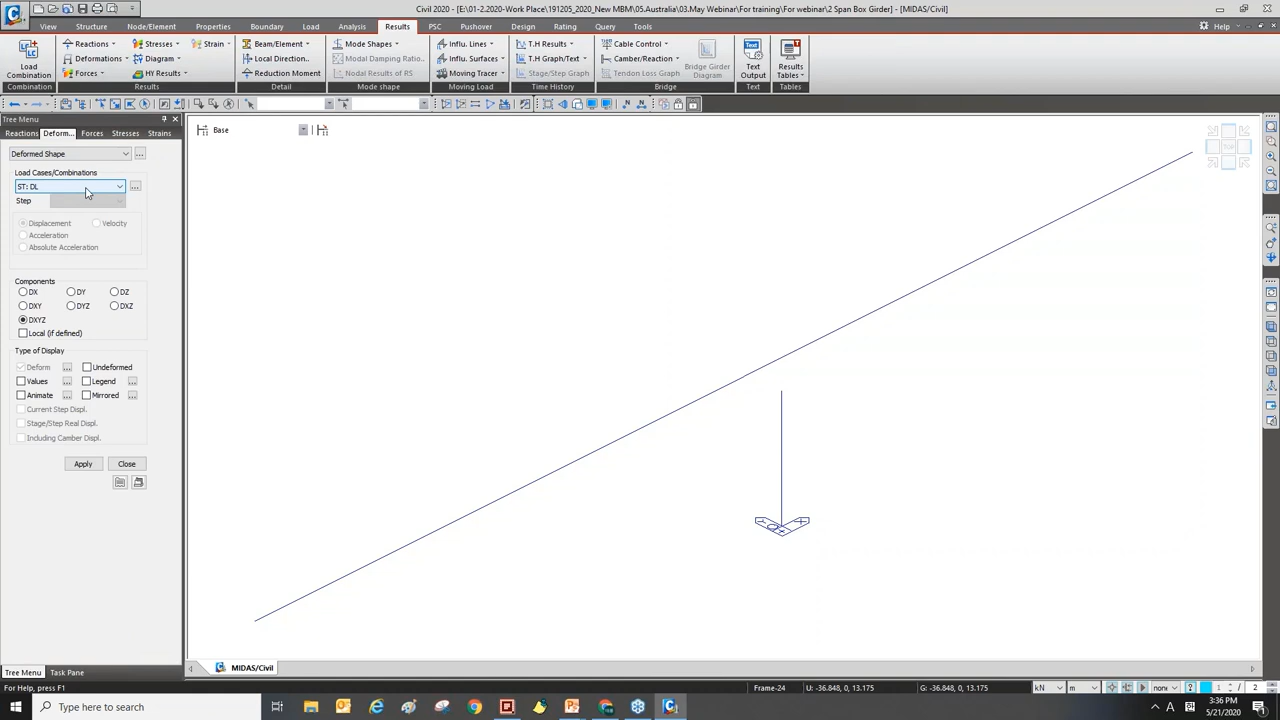 Civil 2020 - [E:\01-2.2020-Work Place\191205_2020_New MBM\05.Australia\03.May Webinar\For training\For webinar\2 Span Box Girder] - [MIDAS/Civil]
View Structure Node/Element Properties Boundary Load Analysis Results PSC Pushover Design Rating Query Tools Help
Load Combination
Reactions
Deformations
Forces
Stresses
Diagram
HY Results
Strain
Beam/Element
Local Direction..
Reduction Moment
Mode Shapes
Modal Damping Ratio..
Nodal Results of RS
Influ. Lines
Influ. Surfaces
Moving Tracer
T.H Results
T.H Graph/Text
Stage/Step Graph
Cable Control
Camber/Reaction
Tendon Loss Graph
Bridge Girder Diagram
Text Output
Results Tables
Combination Results Detail Mode shape Moving Load Time History Bridge Text Tables
Tree Menu
Reactions Deform... Forces Stresses Strains
Base
Top
Deformed Shape
Load Cases/Combinations
ST: DL
Step
Displacement Velocity
Acceleration
Absolute Acceleration
Components
DX DY DZ
DXY DYZ DXZ
DXYZ
Local (if defined)
Type of Display
Deform Undeformed
Values Legend
Animate Mirrored
Current Step Displ.
Stage/Step Real Displ.
Including Camber Displ.
Apply Close
Tree Menu Task Pane
MIDAS/Civil
For Help, press F1
Frame-24
U: -36.848, 0, 13.175
G: -36.848, 0, 13.175
kN m
1 / 2
Type here to search
3:36 PM
5/21/2020